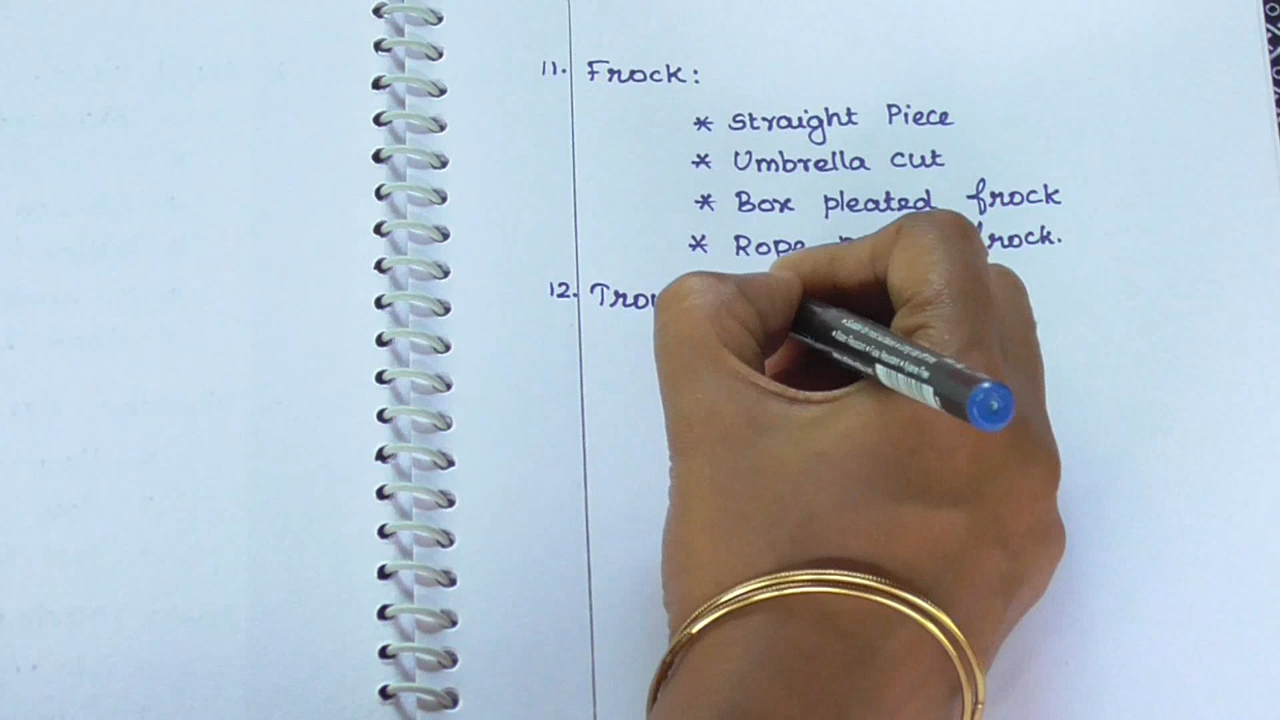 11. Frock:
* Straight Piece
* Umbrella cut
* Box pleated frock
* Rope frock.
12.